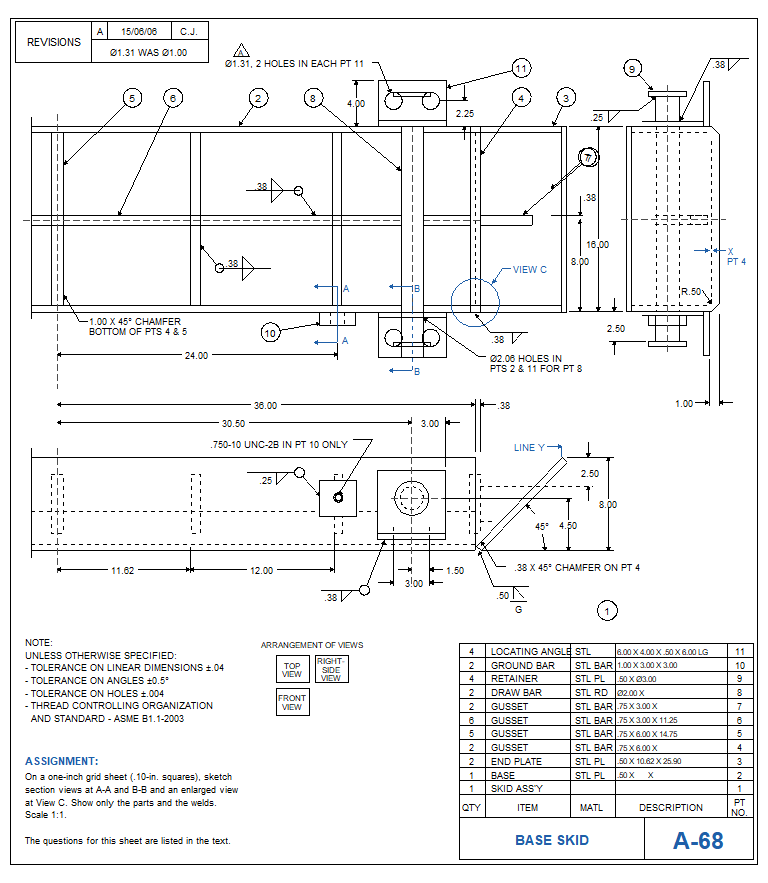 REVISIONS
A 15/06/06 C.J.
Ø1.31 WAS Ø1.00
A
Ø1.31, 2 HOLES IN EACH PT 11
11
9
.38
5
6
2
8
4
3
4.00
2.25
.25
7
.38
.38
16.00
8.00
X
PT 4
.38
VIEW C
A
B
R.50
1.00 X 45° CHAMFER
BOTTOM OF PTS 4 & 5
10
A
.38
2.50
24.00
Ø2.06 HOLES IN
PTS 2 & 11 FOR PT 8
B
36.00
.38
1.00
30.50
3.00
.750-10 UNC-2B IN PT 10 ONLY
LINE Y
.25
2.50
8.00
45°
4.50
11.62
12.00
1.50
3.00
.38 X 45° CHAMFER ON PT 4
.38
.50
G
1
NOTE:
UNLESS OTHERWISE SPECIFIED:
- TOLERANCE ON LINEAR DIMENSIONS ±.04
- TOLERANCE ON ANGLES ±0.5°
- TOLERANCE ON HOLES ±.004
- THREAD CONTROLLING ORGANIZATION
AND STANDARD - ASME B1.1-2003
ARRANGEMENT OF VIEWS
TOP
VIEW
RIGHT-
SIDE
VIEW
FRONT
VIEW
ASSIGNMENT:
On a one-inch grid sheet (.10-in. squares), sketch
section views at A-A and B-B and an enlarged view
at View C. Show only the parts and the welds.
Scale 1:1.
The questions for this sheet are listed in the text.
4 LOCATING ANGLE STL 6.00 X 4.00 X .50 X 6.00 LG 11
2 GROUND BAR STL BAR 1.00 X 3.00 X 3.00 10
4 RETAINER STL PL .50 X Ø3.00 9
2 DRAW BAR STL RD Ø2.00 X 8
2 GUSSET STL BAR .75 X 3.00 X 7
6 GUSSET STL BAR .75 X 3.00 X 11.25 6
5 GUSSET STL BAR .75 X 6.00 X 14.75 5
2 GUSSET STL BAR .75 X 6.00 X 4
2 END PLATE STL PL .50 X 10.62 X 25.90 3
1 BASE STL PL .50 X X 2
1 SKID ASS'Y 1
QTY ITEM MATL DESCRIPTION PT NO.
BASE SKID
A-68